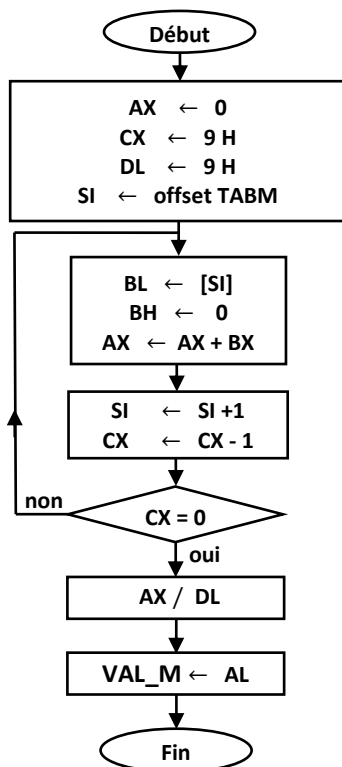 Début
AX ← 0
CX ← 9 H
DL ← 9 H
SI ← offset TABM
BL ← [SI]
BH ← 0
AX ← AX + BX
SI ← SI +1
CX ← CX - 1
non
CX = 0
oui
AX / DL
VAL_M ← AL
Fin